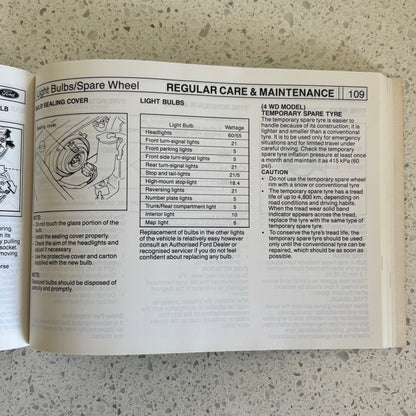 Ford
Light Bulbs/Spare Wheel
REGULAR CARE & MAINTENANCE
109
BULB SEALING COVER
NOTE:
Do not touch the glass portion of the
bulb.
Install the sealing cover properly.
Check the aim of the headlights and
adjust if necessary.
Use the protective cover and carton
supplied with the new bulb.
NOTE:
Replaced bulbs should be disposed of
safely and promptly.
LIGHT BULBS
Light Bulb Wattage
Headlights 60/55
Front turn-signal lights 21
Front parking lights 5
Front side turn-signal lights 5
Rear turn-signal lights 21
Stop and tail-lights 21/5
High-mount stop-light 18.4
Reversing lights 21
Number plate lights 5
Trunk/Rear compartment light 5
Interior light 10
Map light 6
Replacement of bulbs in the other lights
of the vehicle is relatively easy however
consult an Authorised Ford Dealer or
recognised servicer if you do not feel
confident about replacing any bulb.
(4 WD MODEL)
TEMPORARY SPARE TYRE
The temporary spare tyre is easier to
handle because of its construction; it is
lighter and smaller than a conventional
tyre. It is to be used only for emergency
situations and for limited travel under
careful driving. Check the temporary
spare tyre inflation pressure at least once
a month and maintain at 415 kPa (60
psi).
CAUTION
• Do not use the temporary spare wheel
rim with a snow or conventional tyre
• The temporary spare tyre has a tread
life of up to 4,800 km, depending on
road conditions and driving habits.
When the tread wear solid band
indicator appears across the tread,
replace the tyre with the same type of
temporary spare tyre.
• To conserve the tyre's tread life, the
temporary spare tyre should be used
only until the conventional tyre can be
repaired, which should be as soon as
possible.